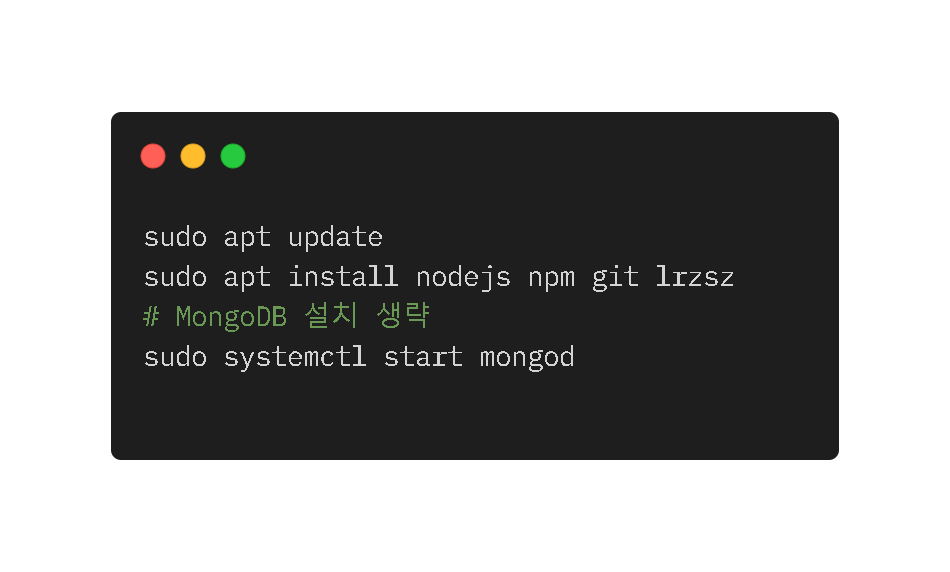 sudo apt update
sudo apt install nodejs npm git lrzsz
# MongoDB 설치 생략
sudo systemctl start mongod